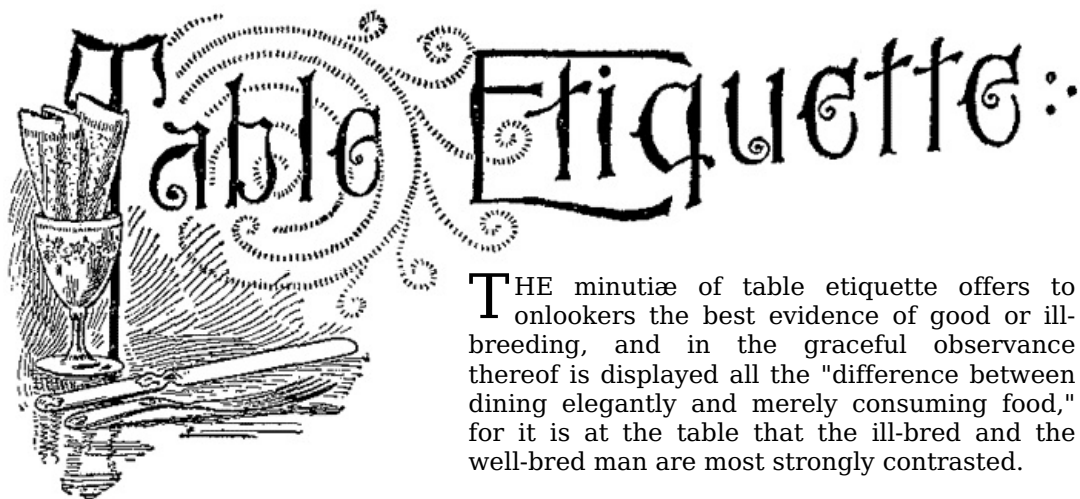 Table Etiquette:
THE minutiæ of table etiquette offers to
onlookers the best evidence of good or ill-
breeding, and in the graceful observance
thereof is displayed all the "difference between
dining elegantly and merely consuming food,"
for it is at the table that the ill-bred and the
well-bred man are most strongly contrasted.